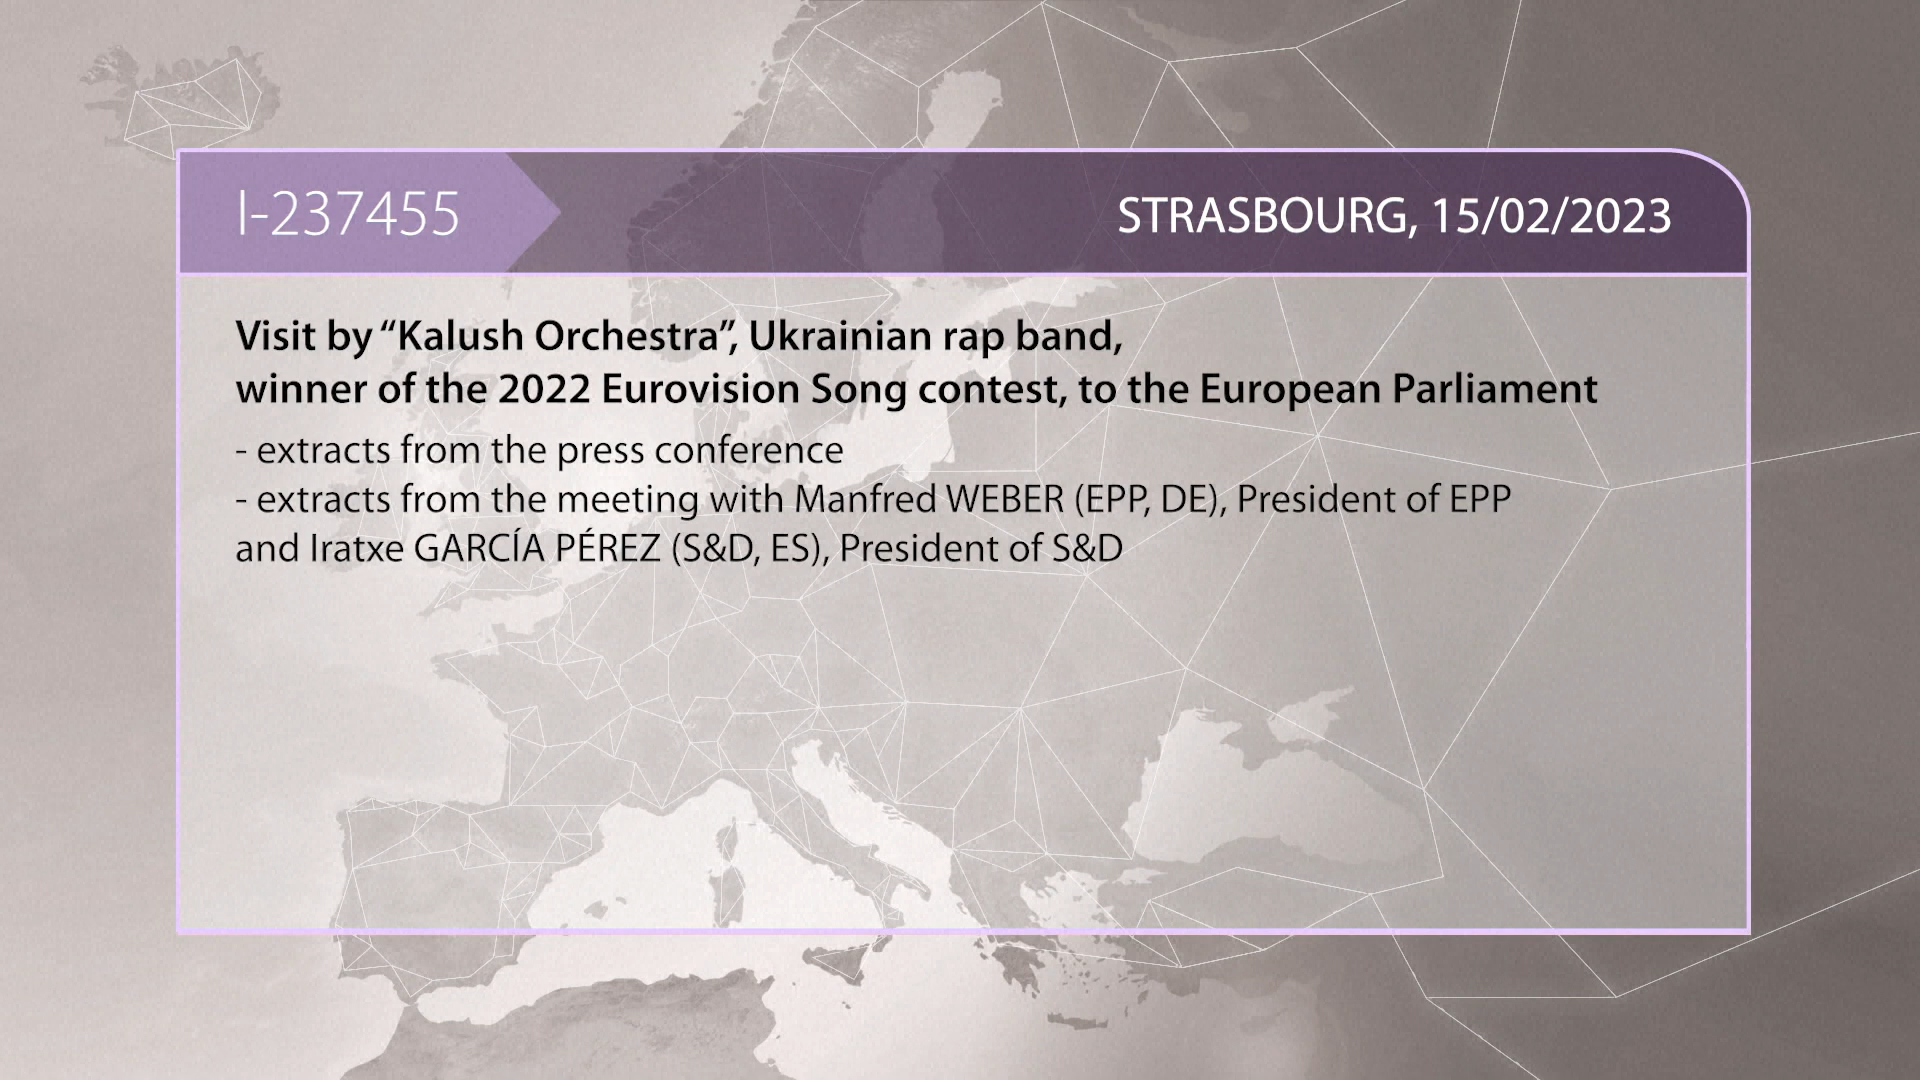 I-237455
STRASBOURG, 15/02/2023
Visit by “Kalush Orchestra”, Ukrainian rap band,
winner of the 2022 Eurovision Song contest, to the European Parliament
- extracts from the press conference
- extracts from the meeting with Manfred WEBER (EPP, DE), President of EPP
and Iratxe GARCÍA PÉREZ (S&D, ES), President of S&D